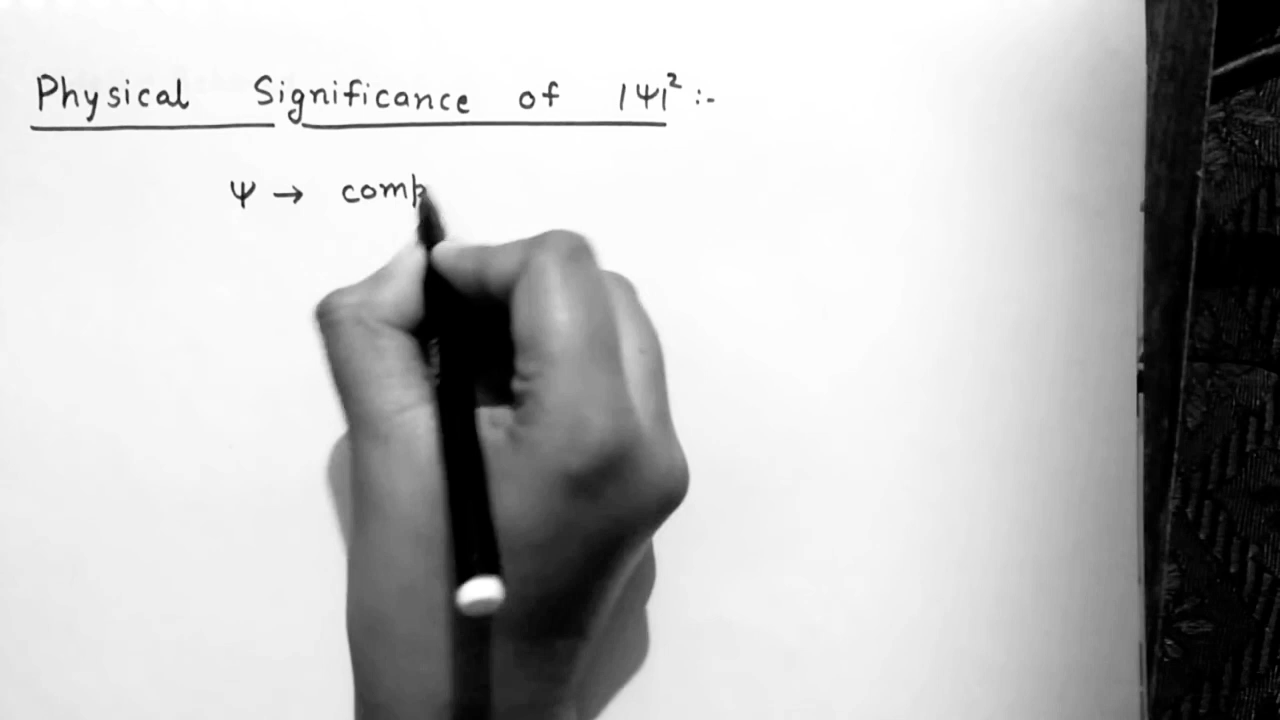 Physical Significance of |Ψ|² :-
Ψ → comp